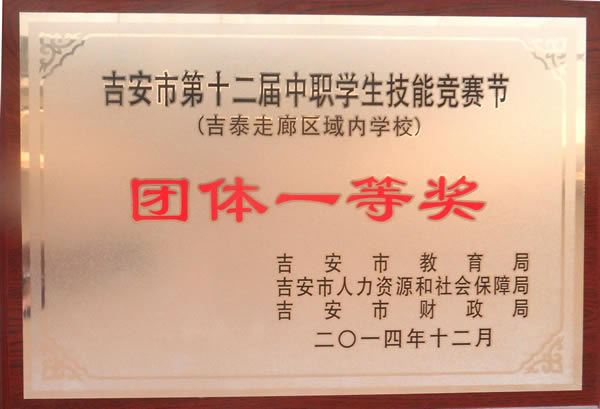 吉安市第十二届中职学生技能竞赛节
(吉泰走廊区域内学校)
团体一等奖
吉安市教育局
吉安市人力资源和社会保障局
吉安市财政局
二〇一四年十二月